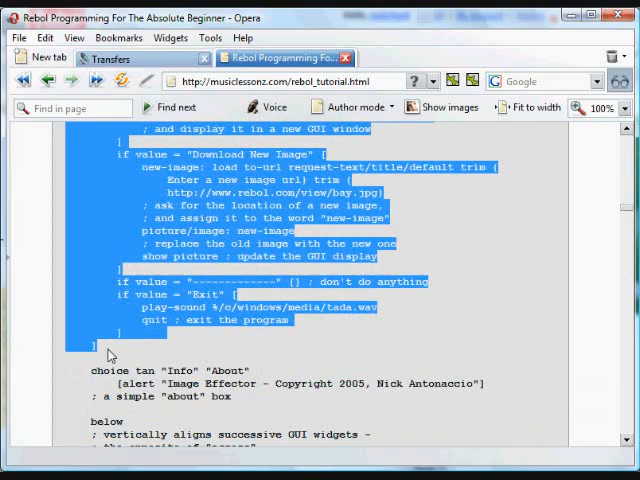 Rebol Programming For The Absolute Beginner - Opera
File Edit View Bookmarks Widgets Tools Help
New tab Transfers Rebol Programming Fo...
http://musiclessonz.com/rebol_tutorial.html ? Google
Find in page Find next Voice Author mode Show images Fit to width 100%
; and display it in a new GUI window
]
if value = "Download New Image" [
new-image: load to-url request-text/title/default trim {
Enter a new image url} trim {
http://www.rebol.com/view/bay.jpg}
; ask for the location of a new image,
; and assign it to the word "new-image"
picture/image: new-image
; replace the old image with the new one
show picture ; update the GUI display
]
if value = "-------------" [] ; don't do anything
if value = "Exit" [
play-sound %/c/windows/media/tada.wav
quit ; exit the program
]
]
choice tan "Info" "About"
[alert "Image Effector - Copyright 2005, Nick Antonaccio"]
; a simple "about" box
below
; vertically aligns successive GUI widgets -